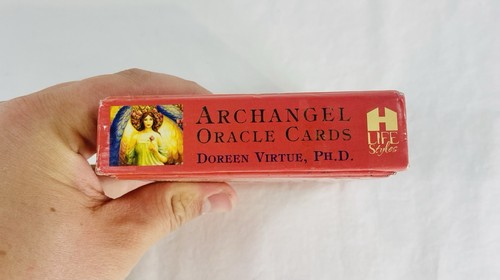 ARCHANGEL
ORACLE CARDS
DOREEN VIRTUE, PH.D.
H
LIFE
Styles